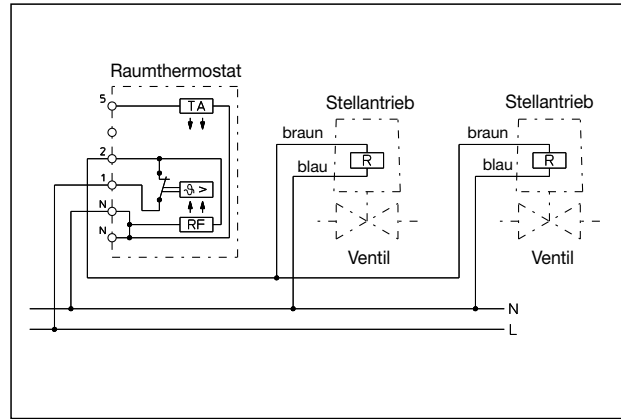 Raumthermostat
5
TA
2
1
ϑ >
N
RF
N
Stellantrieb
braun
R
blau
Ventil
Stellantrieb
braun
R
blau
Ventil
N
L